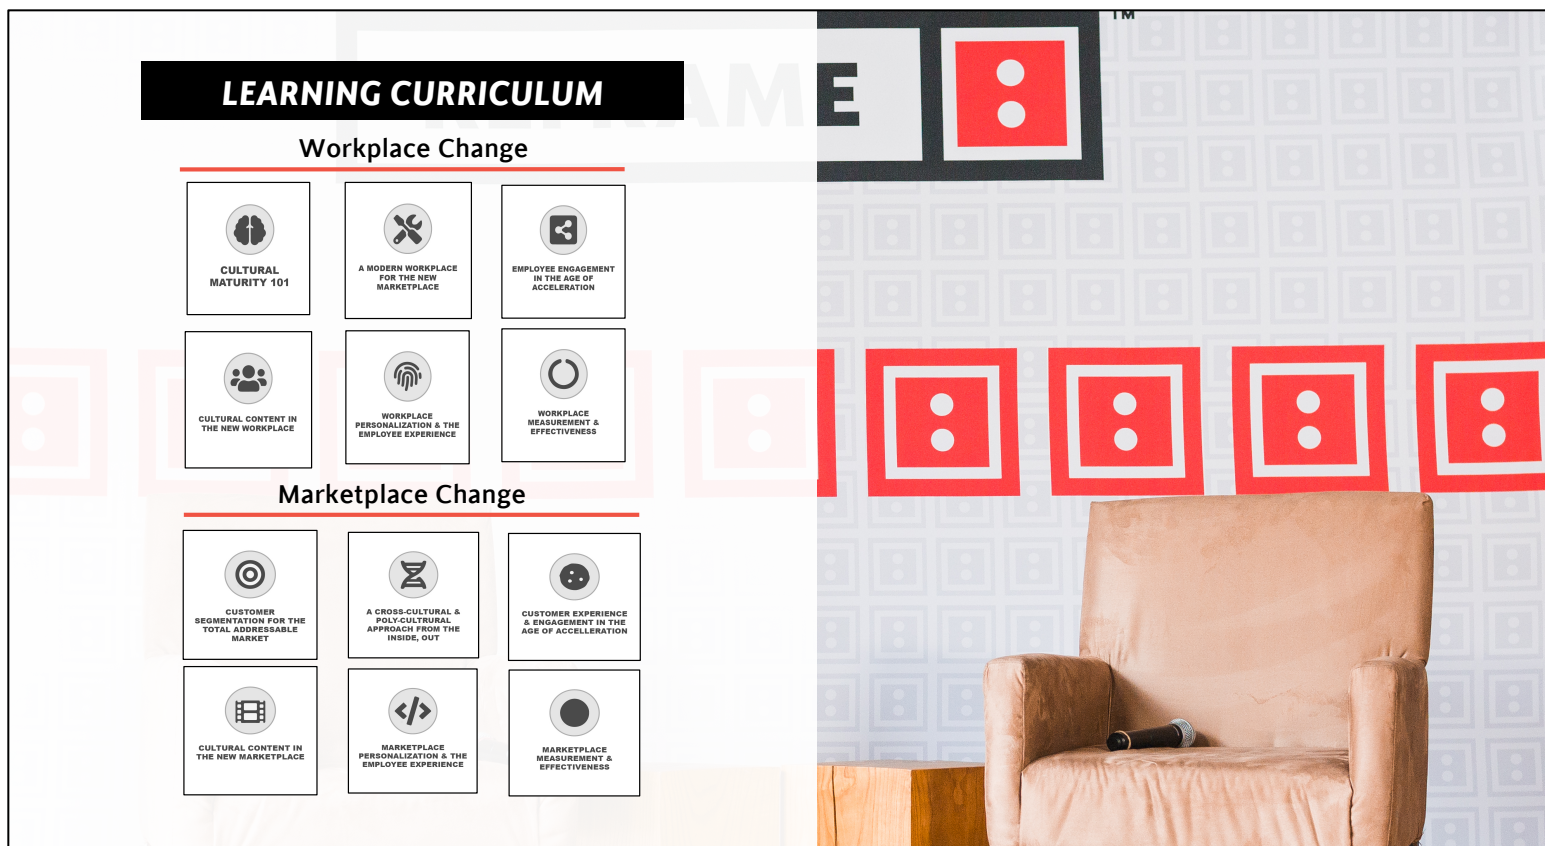 TM
REFRAME
LEARNING CURRICULUM
Workplace Change
CULTURAL
MATURITY 101
A MODERN WORKPLACE
FOR THE NEW
MARKETPLACE
EMPLOYEE ENGAGEMENT
IN THE AGE OF
ACCELERATION
CULTURAL CONTENT IN
THE NEW WORKPLACE
WORKPLACE
PERSONALIZATION & THE
EMPLOYEE EXPERIENCE
WORKPLACE
MEASUREMENT &
EFFECTIVENESS
Marketplace Change
CUSTOMER
SEGMENTATION FOR THE
TOTAL ADDRESSABLE
MARKET
A CROSS-CULTURAL &
POLY-CULTRURAL
APPROACH FROM THE
INSIDE, OUT
CUSTOMER EXPERIENCE
& ENGAGEMENT IN THE
AGE OF ACCELLERATION
CULTURAL CONTENT IN
THE NEW MARKETPLACE
MARKETPLACE
PERSONALIZATION & THE
EMPLOYEE EXPERIENCE
MARKETPLACE
MEASUREMENT &
EFFECTIVENESS